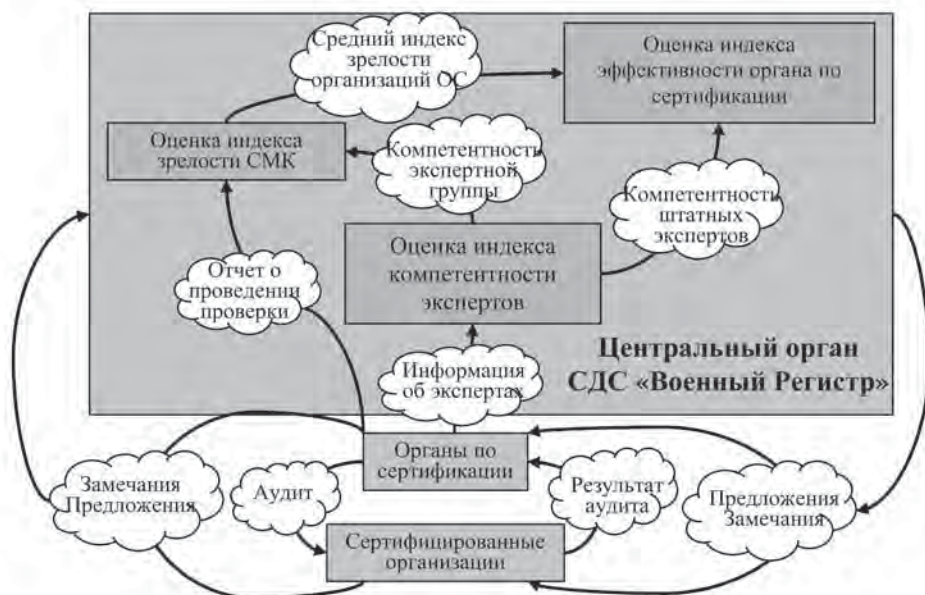 Средний индекс
зрелости
организаций ОС
Оценка индекса
эффективности органа по
сертификации
Оценка индекса
зрелости СМК
Компетентность
экспертной
группы
Компетентность
штатных
экспертов
Оценка индекса
компетентности
экспертов
Отчет о
проведении
проверки
Центральный орган
СДС «Военный Регистр»
Информация
об экспертах
Органы по
сертификации
Замечания
Предложения
Аудит
Результат
аудита
Предложения
Замечания
Сертифицированные
организации